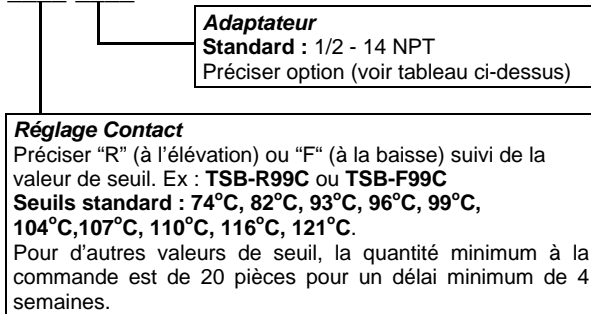 Adaptateur
Standard : 1/2 - 14 NPT
Préciser option (voir tableau ci-dessus)
Réglage Contact
Préciser “R” (à l’élévation) ou “F“ (à la baisse) suivi de la
valeur de seuil. Ex : TSB-R99C ou TSB-F99C
Seuils standard : 74°C, 82°C, 93°C, 96°C, 99°C,
104°C,107°C, 110°C, 116°C, 121°C.
Pour d’autres valeurs de seuil, la quantité minimum à la
commande est de 20 pièces pour un délai minimum de 4
semaines.